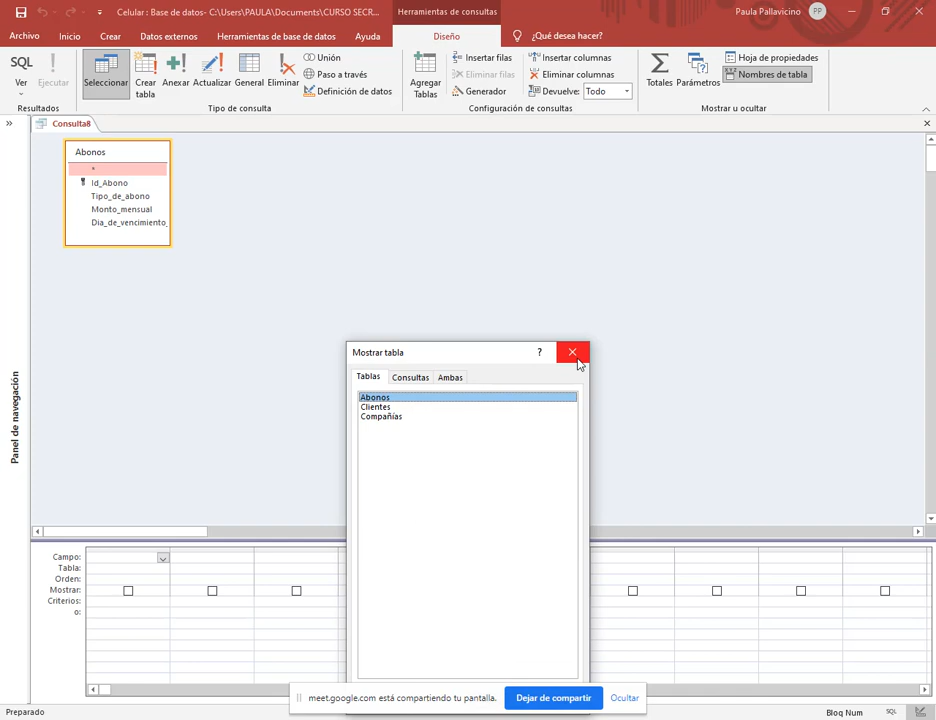 Celular : Base de datos- C:\Users\PAULA\Documents\CURSO SECR...
Herramientas de consultas
Paula Pallavicino
PP
Archivo
Inicio
Crear
Datos externos
Herramientas de base de datos
Ayuda
Diseño
¿Qué desea hacer?
SQL
Ver
Ejecutar
Resultados
Seleccionar
Crear
tabla
Anexar
Actualizar
General
Eliminar
Unión
Paso a través
Definición de datos
Tipo de consulta
Agregar
Tablas
Insertar filas
Eliminar filas
Generador
Insertar columnas
Eliminar columnas
Devuelve: Todo
Configuración de consultas
Totales
Parámetros
Hoja de propiedades
Nombres de tabla
Mostrar u ocultar
»
Consulta8
Panel de navegación
Abonos
*
Id_Abono
Tipo_de_abono
Monto_mensual
Dia_de_vencimiento_
Mostrar tabla
?
Tablas
Consultas
Ambas
Abonos
Clientes
Compañías
Campo:
Tabla:
Orden:
Mostrar:
Criterios:
o:
meet.google.com está compartiendo tu pantalla.
Dejar de compartir
Ocultar
Preparado
Bloq Num
SQL